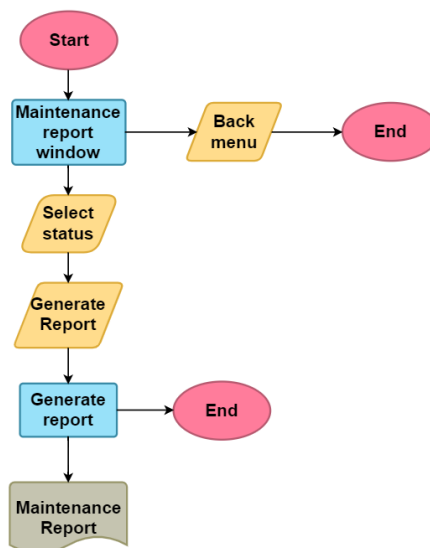 Start
Maintenance
report
window
Back
menu
End
Select
status
Generate
Report
Generate
report
End
Maintenance
Report